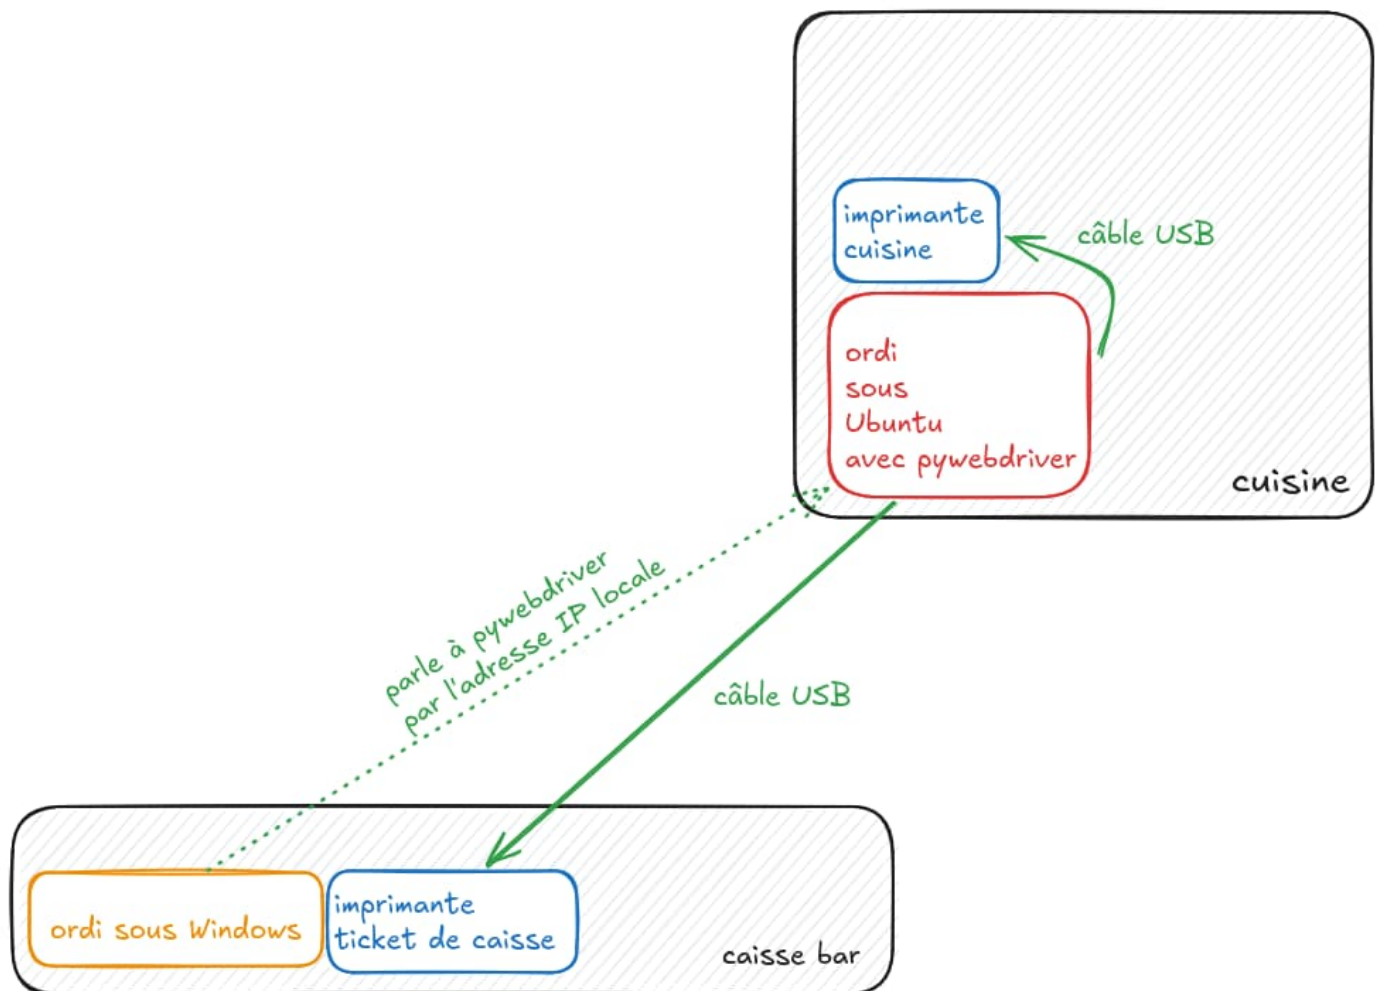 imprimante
cuisine
câble USB
ordi
sous
Ubuntu
avec pywebdriver
cuisine
parle à pywebdriver
par l'adresse IP locale
câble USB
ordi sous Windows
imprimante
ticket de caisse
caisse bar